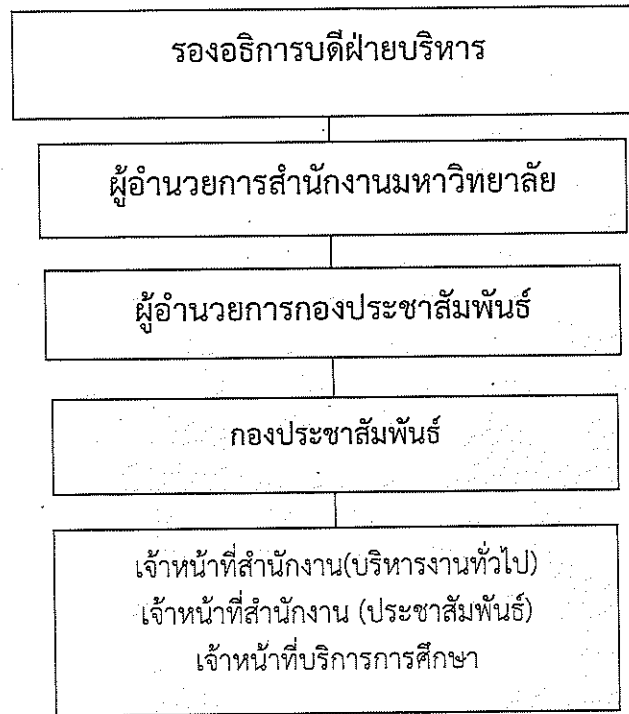 รองอธิการบดีฝ่ายบริหาร
ผู้อำนวยการสำนักงานมหาวิทยาลัย
ผู้อำนวยการกองประชาสัมพันธ์
กองประชาสัมพันธ์
เจ้าหน้าที่สำนักงาน(บริหารงานทั่วไป)
เจ้าหน้าที่สำนักงาน (ประชาสัมพันธ์)
เจ้าหน้าที่บริการการศึกษา